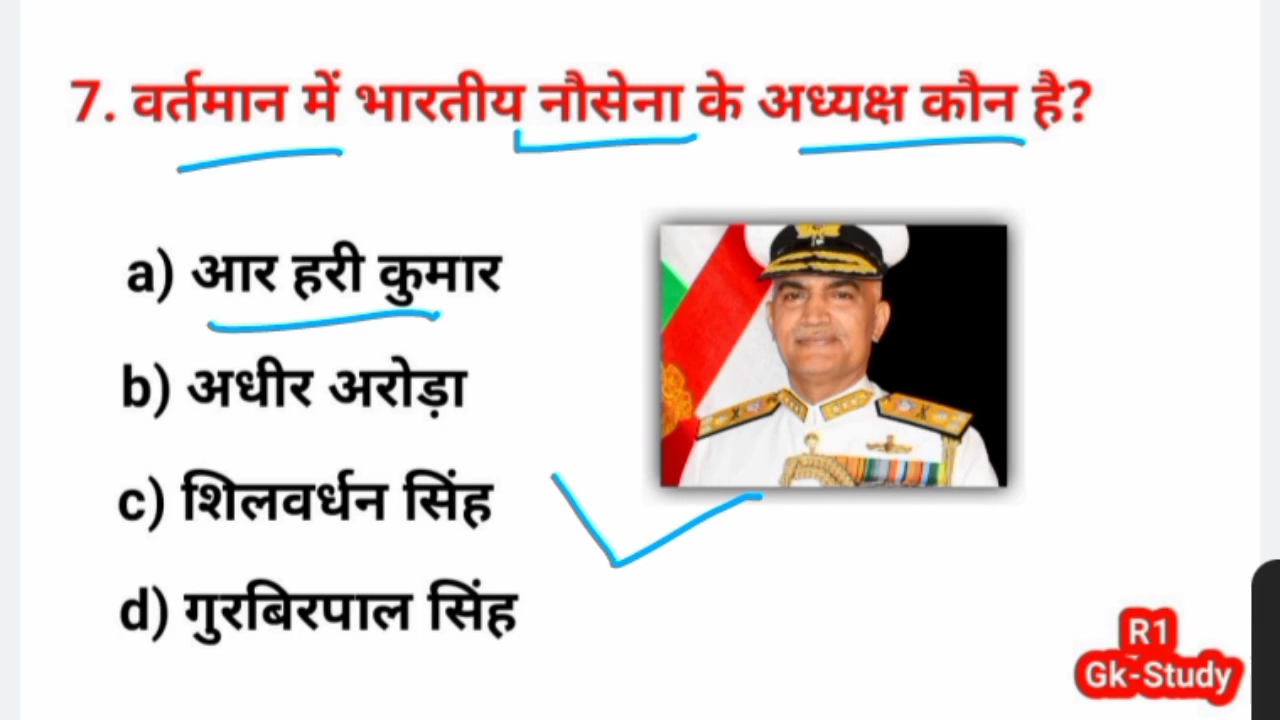 7. वर्तमान में भारतीय नौसेना के अध्यक्ष कौन है?
a) आर हरी कुमार
b) अधीर अरोड़ा
c) शिलवर्धन सिंह
d) गुरबिरपाल सिंह
R1
Gk-Study